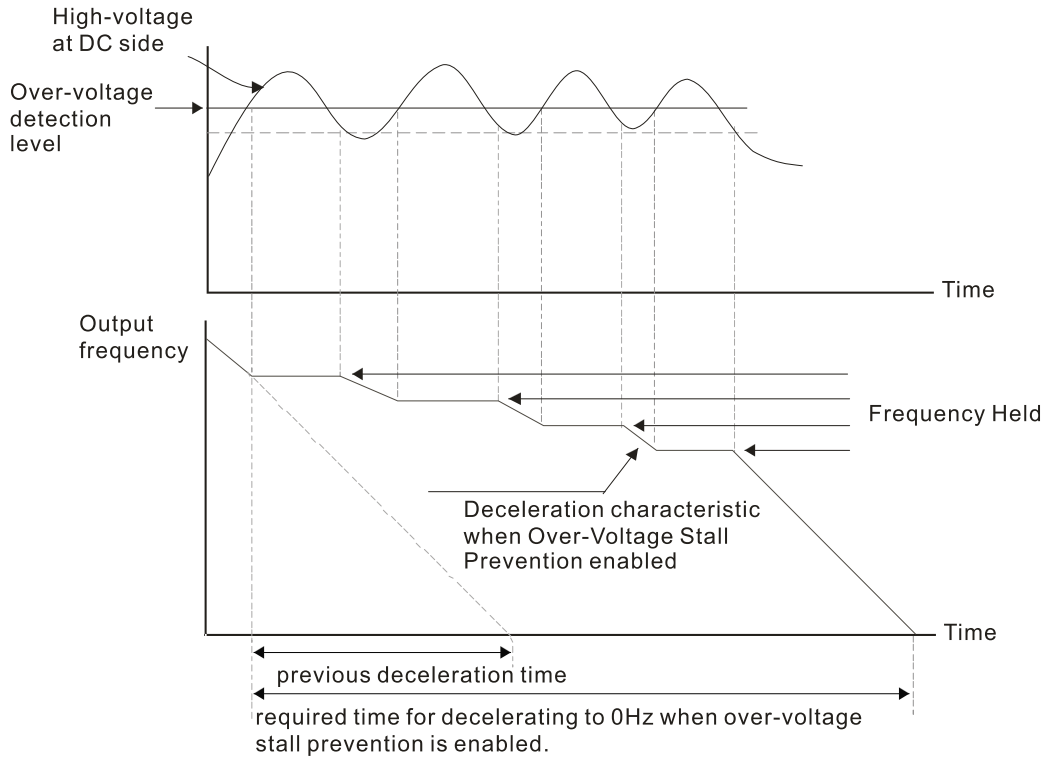 High-voltage
at DC side
Over-voltage
detection
level
Time
Output
frequency
Frequency Held
Deceleration characteristic
when Over-Voltage Stall
Prevention enabled
Time
previous deceleration time
required time for decelerating to 0Hz when over-voltage
stall prevention is enabled.